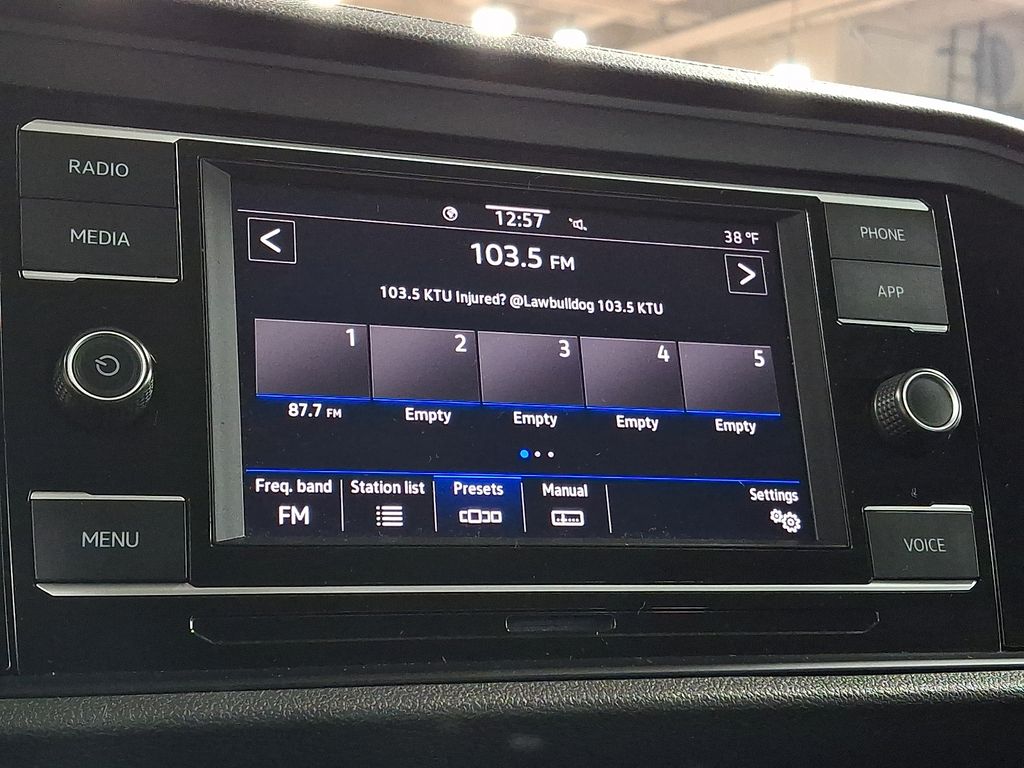 RADIO
MEDIA
MENU
12:57
38 °F
<
103.5 FM
>
103.5 KTU Injured? @Lawbulldog 103.5 KTU
1 2 3 4 5
87.7 FM Empty Empty Empty Empty
Freq. band Station list Presets Manual Settings
FM
PHONE
APP
VOICE